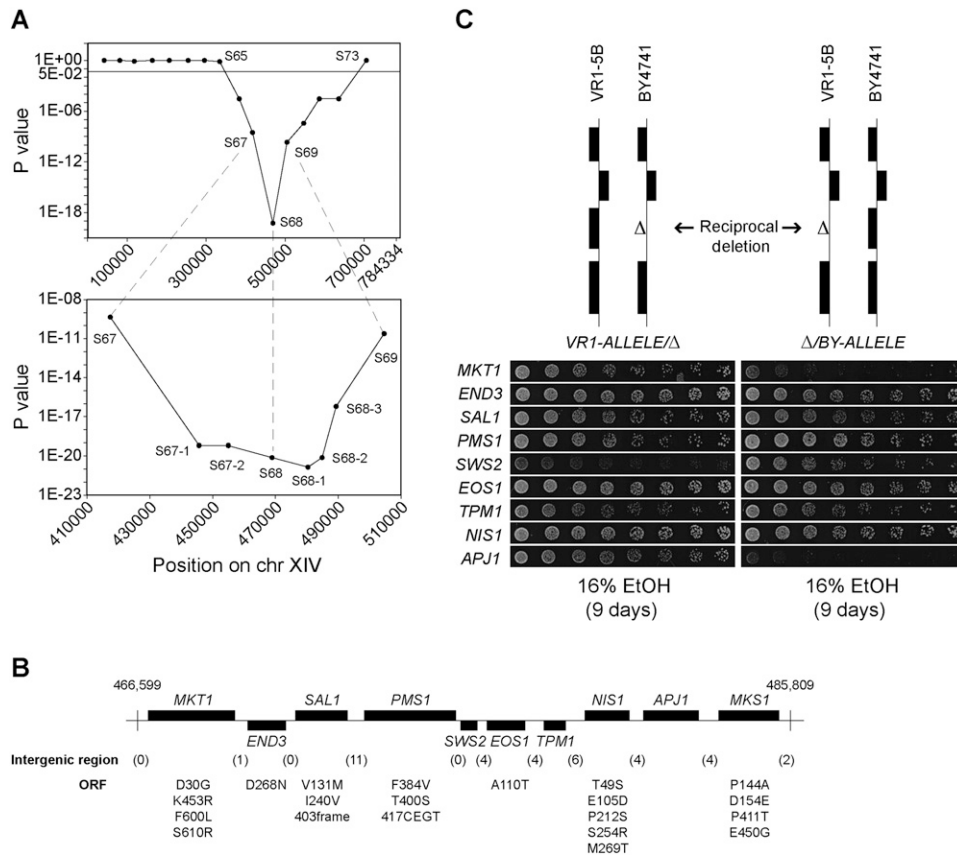 A
P value
1E+00
5E-02
1E-06
1E-12
1E-18
S65
S73
S67
S69
S68
100000
300000
500000
700000
784334
P value
1E-08
1E-11
1E-14
1E-17
1E-20
1E-23
S67
S69
S67-1
S67-2
S68
S68-1
S68-2
S68-3
410000
430000
450000
470000
490000
510000
Position on chr XIV
C
VR1-5B
BY4741
VR1-5B
BY4741
Δ
← Reciprocal →
deletion
Δ
VR1-ALLELE/Δ
Δ/BY-ALLELE
MKT1
END3
SAL1
PMS1
SWS2
EOS1
TPM1
NIS1
APJ1
16% EtOH
(9 days)
16% EtOH
(9 days)
B
466,599
485,809
MKT1 SAL1 PMS1 NIS1 APJ1 MKS1
END3 SWS2 EOS1 TPM1
Intergenic region (0) (1) (0) (11) (0) (4) (4) (6) (4) (4) (2)
ORF D30G D268N V131M F384V A110T T49S P144A
K453R I240V T400S E105D D154E
F600L 403frame 417CEGT P212S P411T
S610R S254R E450G
M269T